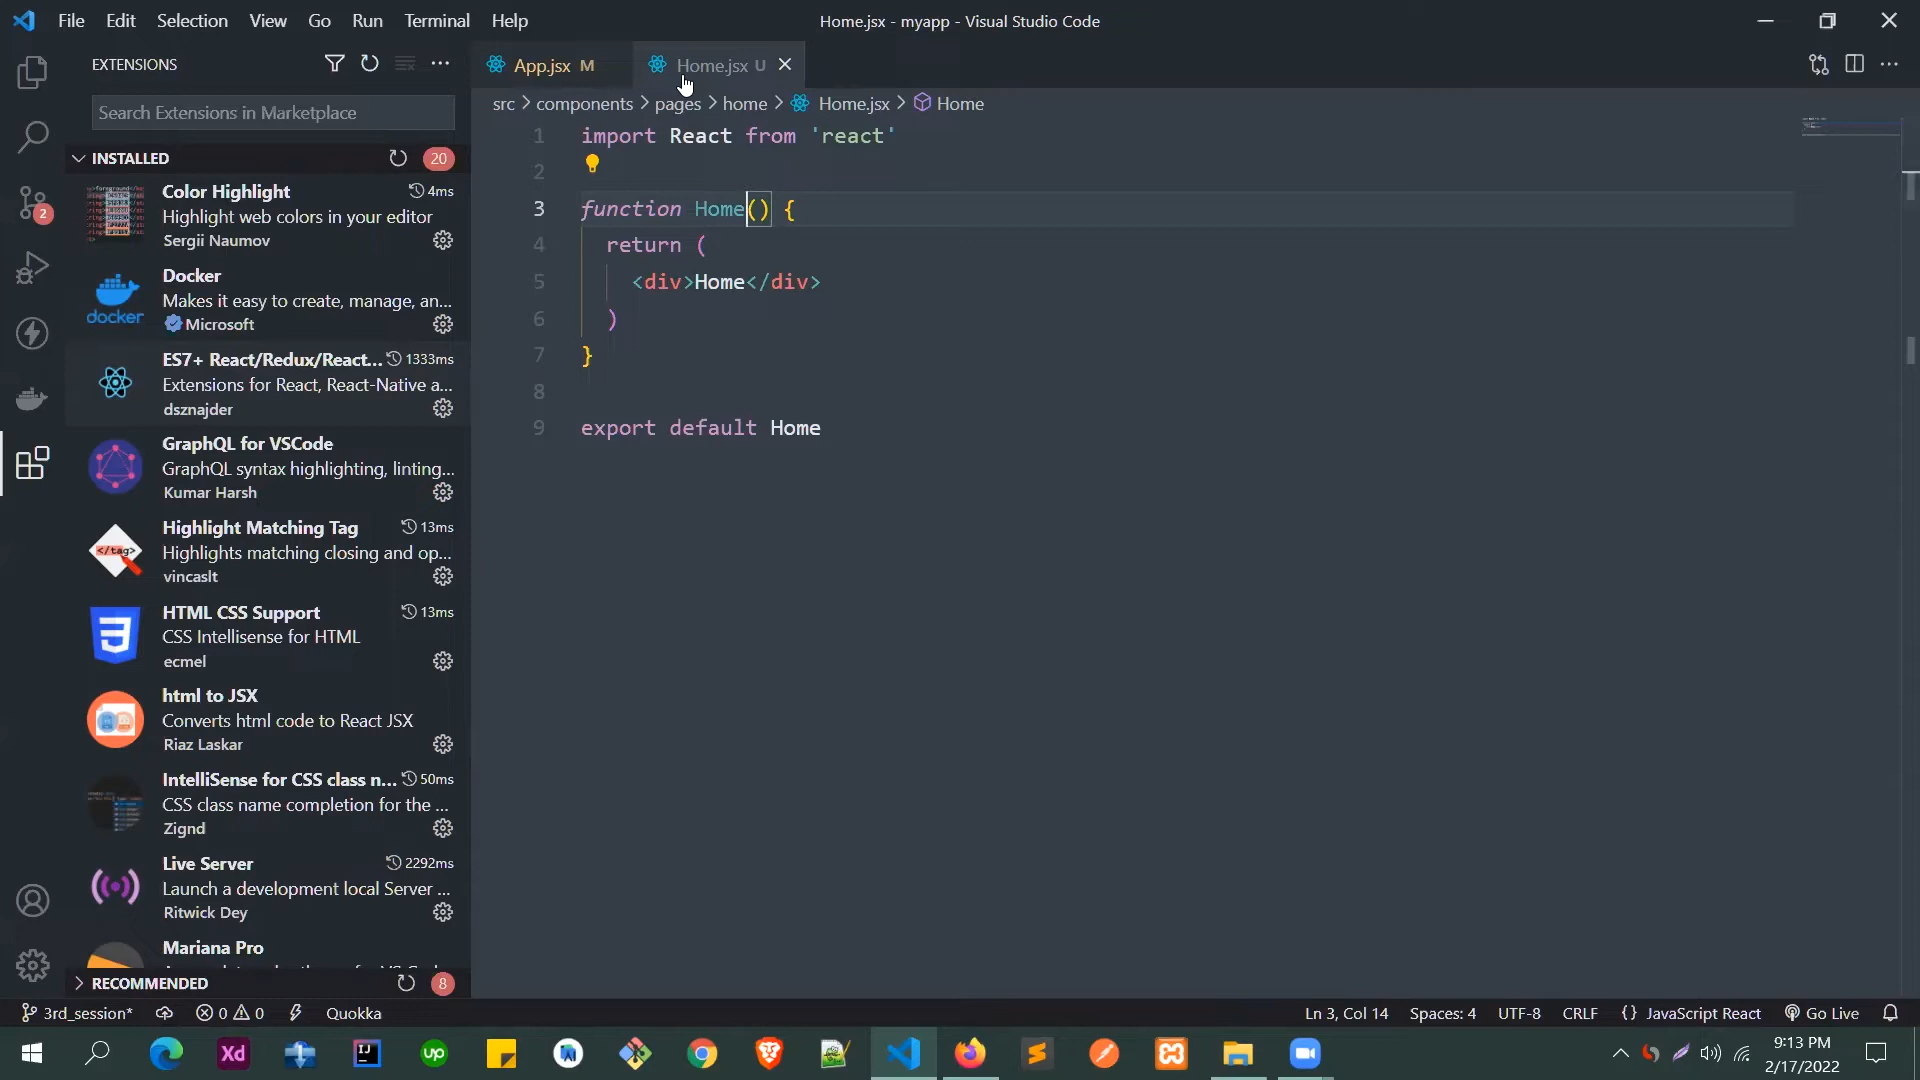 File Edit Selection View Go Run Terminal Help
Home.jsx - myapp - Visual Studio Code
EXTENSIONS
App.jsx M
Home.jsx U
Search Extensions in Marketplace
src > components > pages > home > Home.jsx > Home
INSTALLED 20
Color Highlight 4ms
Highlight web colors in your editor
Sergii Naumov
Docker
Makes it easy to create, manage, an...
docker
Microsoft
ES7+ React/Redux/React... 1333ms
Extensions for React, React-Native a...
dsznajder
GraphQL for VSCode
GraphQL syntax highlighting, linting...
Kumar Harsh
Highlight Matching Tag 13ms
Highlights matching closing and op...
</tag>
vincaslt
HTML CSS Support 13ms
CSS Intellisense for HTML
ecmel
html to JSX
Converts html code to React JSX
Riaz Laskar
IntelliSense for CSS class n... 50ms
CSS class name completion for the ...
Zignd
Live Server 2292ms
Launch a development local Server ...
Ritwick Dey
Mariana Pro
RECOMMENDED 8
2
1 import React from 'react'
2
3 function Home() {
4 return (
5 <div>Home</div>
6 )
7 }
8
9 export default Home
3rd_session* 0 0 Quokka
Ln 3, Col 14 Spaces: 4 UTF-8 CRLF {} JavaScript React Go Live
Xd
IJ
up
9:13 PM
2/17/2022